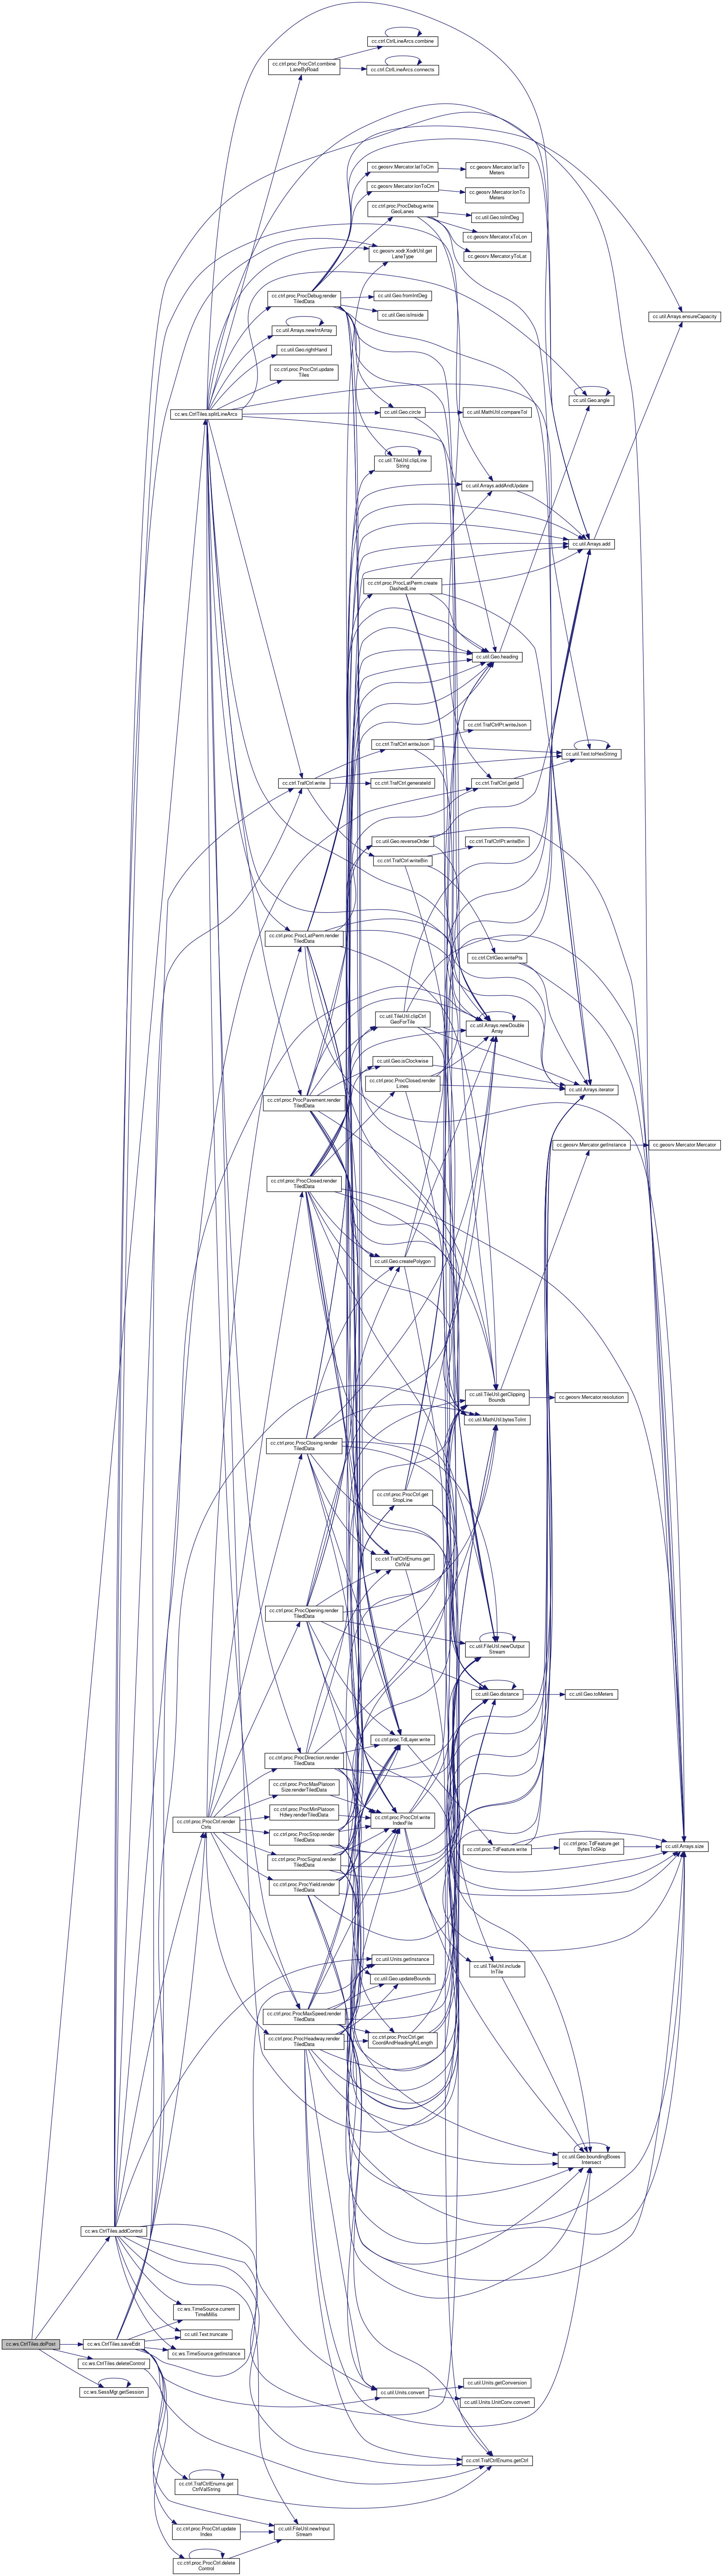 cc.ctrl.CtrlLineArcs.combine
cc.ctrl.proc.ProcCtrl.combine
LaneByRoad
cc.ctrl.CtrlLineArcs.connects
cc.geosrv.Mercator.latToCm
cc.geosrv.Mercator.latTo
Meters
cc.geosrv.Mercator.lonToCm
cc.geosrv.Mercator.lonTo
Meters
cc.ctrl.proc.ProcDebug.write
GeoLanes
cc.util.Geo.toIntDeg
cc.geosrv.Mercator.xToLon
cc.geosrv.xodr.XodrUtil.get
LaneType
cc.geosrv.Mercator.yToLat
cc.ctrl.proc.ProcDebug.render
TiledData
cc.util.Geo.fromIntDeg
cc.util.Geo.isInside
cc.util.Arrays.ensureCapacity
cc.util.Arrays.newIntArray
cc.util.Geo.rightHand
cc.ctrl.proc.ProcCtrl.update
Tiles
cc.util.Geo.angle
cc.ws.CtrlTiles.splitLineArcs
cc.util.Geo.circle
cc.util.MathUtil.compareTol
cc.util.TileUtil.clipLine
String
cc.util.Arrays.addAndUpdate
cc.util.Arrays.add
cc.ctrl.proc.ProcLatPerm.create
DashedLine
cc.util.Geo.heading
cc.ctrl.TrafCtrlPt.writeJson
cc.ctrl.TrafCtrl.writeJson
cc.util.Text.toHexString
cc.ctrl.TrafCtrl.write
cc.ctrl.TrafCtrl.generateId
cc.ctrl.TrafCtrl.getId
cc.util.Geo.reverseOrder
cc.ctrl.TrafCtrlPt.writeBin
cc.ctrl.TrafCtrl.writeBin
cc.ctrl.proc.ProcLatPerm.render
TiledData
cc.ctrl.CtrlGeo.writePts
cc.util.TileUtil.clipCtrl
GeoForTile
cc.util.Arrays.newDouble
Array
cc.util.Geo.isClockwise
cc.ctrl.proc.ProcClosed.render
Lines
cc.util.Arrays.iterator
cc.ctrl.proc.ProcPavement.render
TiledData
cc.geosrv.Mercator.getInstance
cc.geosrv.Mercator.Mercator
cc.ctrl.proc.ProcClosed.render
TiledData
cc.util.Geo.createPolygon
cc.util.TileUtil.getClipping
Bounds
cc.geosrv.Mercator.resolution
cc.util.MathUtil.bytesToInt
cc.ctrl.proc.ProcClosing.render
TiledData
cc.ctrl.proc.ProcCtrl.get
StopLine
cc.ctrl.TrafCtrlEnums.get
CtrlVal
cc.ctrl.proc.ProcOpening.render
TiledData
cc.util.FileUtil.newOutput
Stream
cc.util.Geo.distance
cc.util.Geo.toMeters
cc.ctrl.proc.TdLayer.write
cc.ctrl.proc.ProcDirection.render
TiledData
cc.ctrl.proc.ProcMaxPlatoon
Size.renderTiledData
cc.ctrl.proc.ProcMinPlatoon
Hdwy.renderTiledData
cc.ctrl.proc.ProcCtrl.write
IndexFile
cc.ctrl.proc.ProcCtrl.render
Ctrls
cc.ctrl.proc.ProcStop.render
TiledData
cc.ctrl.proc.TdFeature.write
cc.ctrl.proc.TdFeature.get
BytesToSkip
cc.util.Arrays.size
cc.ctrl.proc.ProcSignal.render
TiledData
cc.ctrl.proc.ProcYield.render
TiledData
cc.util.Units.getInstance
cc.util.TileUtil.include
InTile
cc.util.Geo.updateBounds
cc.ctrl.proc.ProcMaxSpeed.render
TiledData
cc.ctrl.proc.ProcHeadway.render
TiledData
cc.ctrl.proc.ProcCtrl.get
CoordAndHeadingAtLength
cc.util.Geo.boundingBoxes
Intersect
cc.ws.CtrlTiles.addControl
cc.ws.TimeSource.current
TimeMillis
cc.util.Text.truncate
cc.ws.CtrlTiles.doPost
cc.ws.CtrlTiles.saveEdit
cc.ws.TimeSource.getInstance
cc.ws.CtrlTiles.deleteControl
cc.ws.SessMgr.getSession
cc.util.Units.convert
cc.util.Units.getConversion
cc.util.Units.UnitConv.convert
cc.ctrl.TrafCtrlEnums.getCtrl
cc.ctrl.TrafCtrlEnums.get
CtrlValString
cc.ctrl.proc.ProcCtrl.update
Index
cc.util.FileUtil.newInput
Stream
cc.ctrl.proc.ProcCtrl.delete
Control